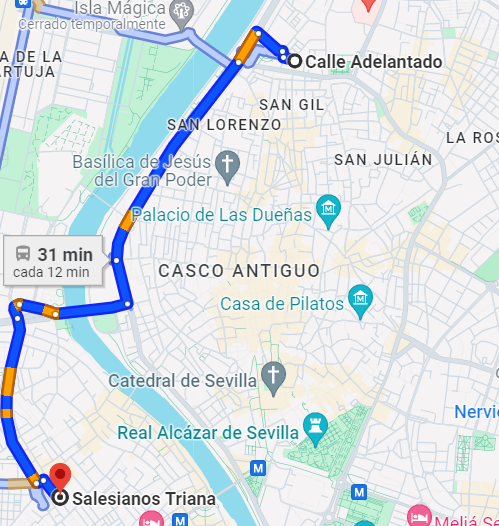 Isla Mágica
Cerrado temporalmente
A DE LA
ARTUJA
Calle Adelantado
SAN GIL
SAN LORENZO
LA ROS
SAN JULIÁN
Basílica de Jesús
del Gran Poder
Palacio de Las Dueñas
31 min
cada 12 min
CASCO ANTIGUO
Casa de Pilatos
Catedral de Sevilla
Nervic
Real Alcázar de Sevilla
M
M
M
Salesianos Triana
Meliá Se